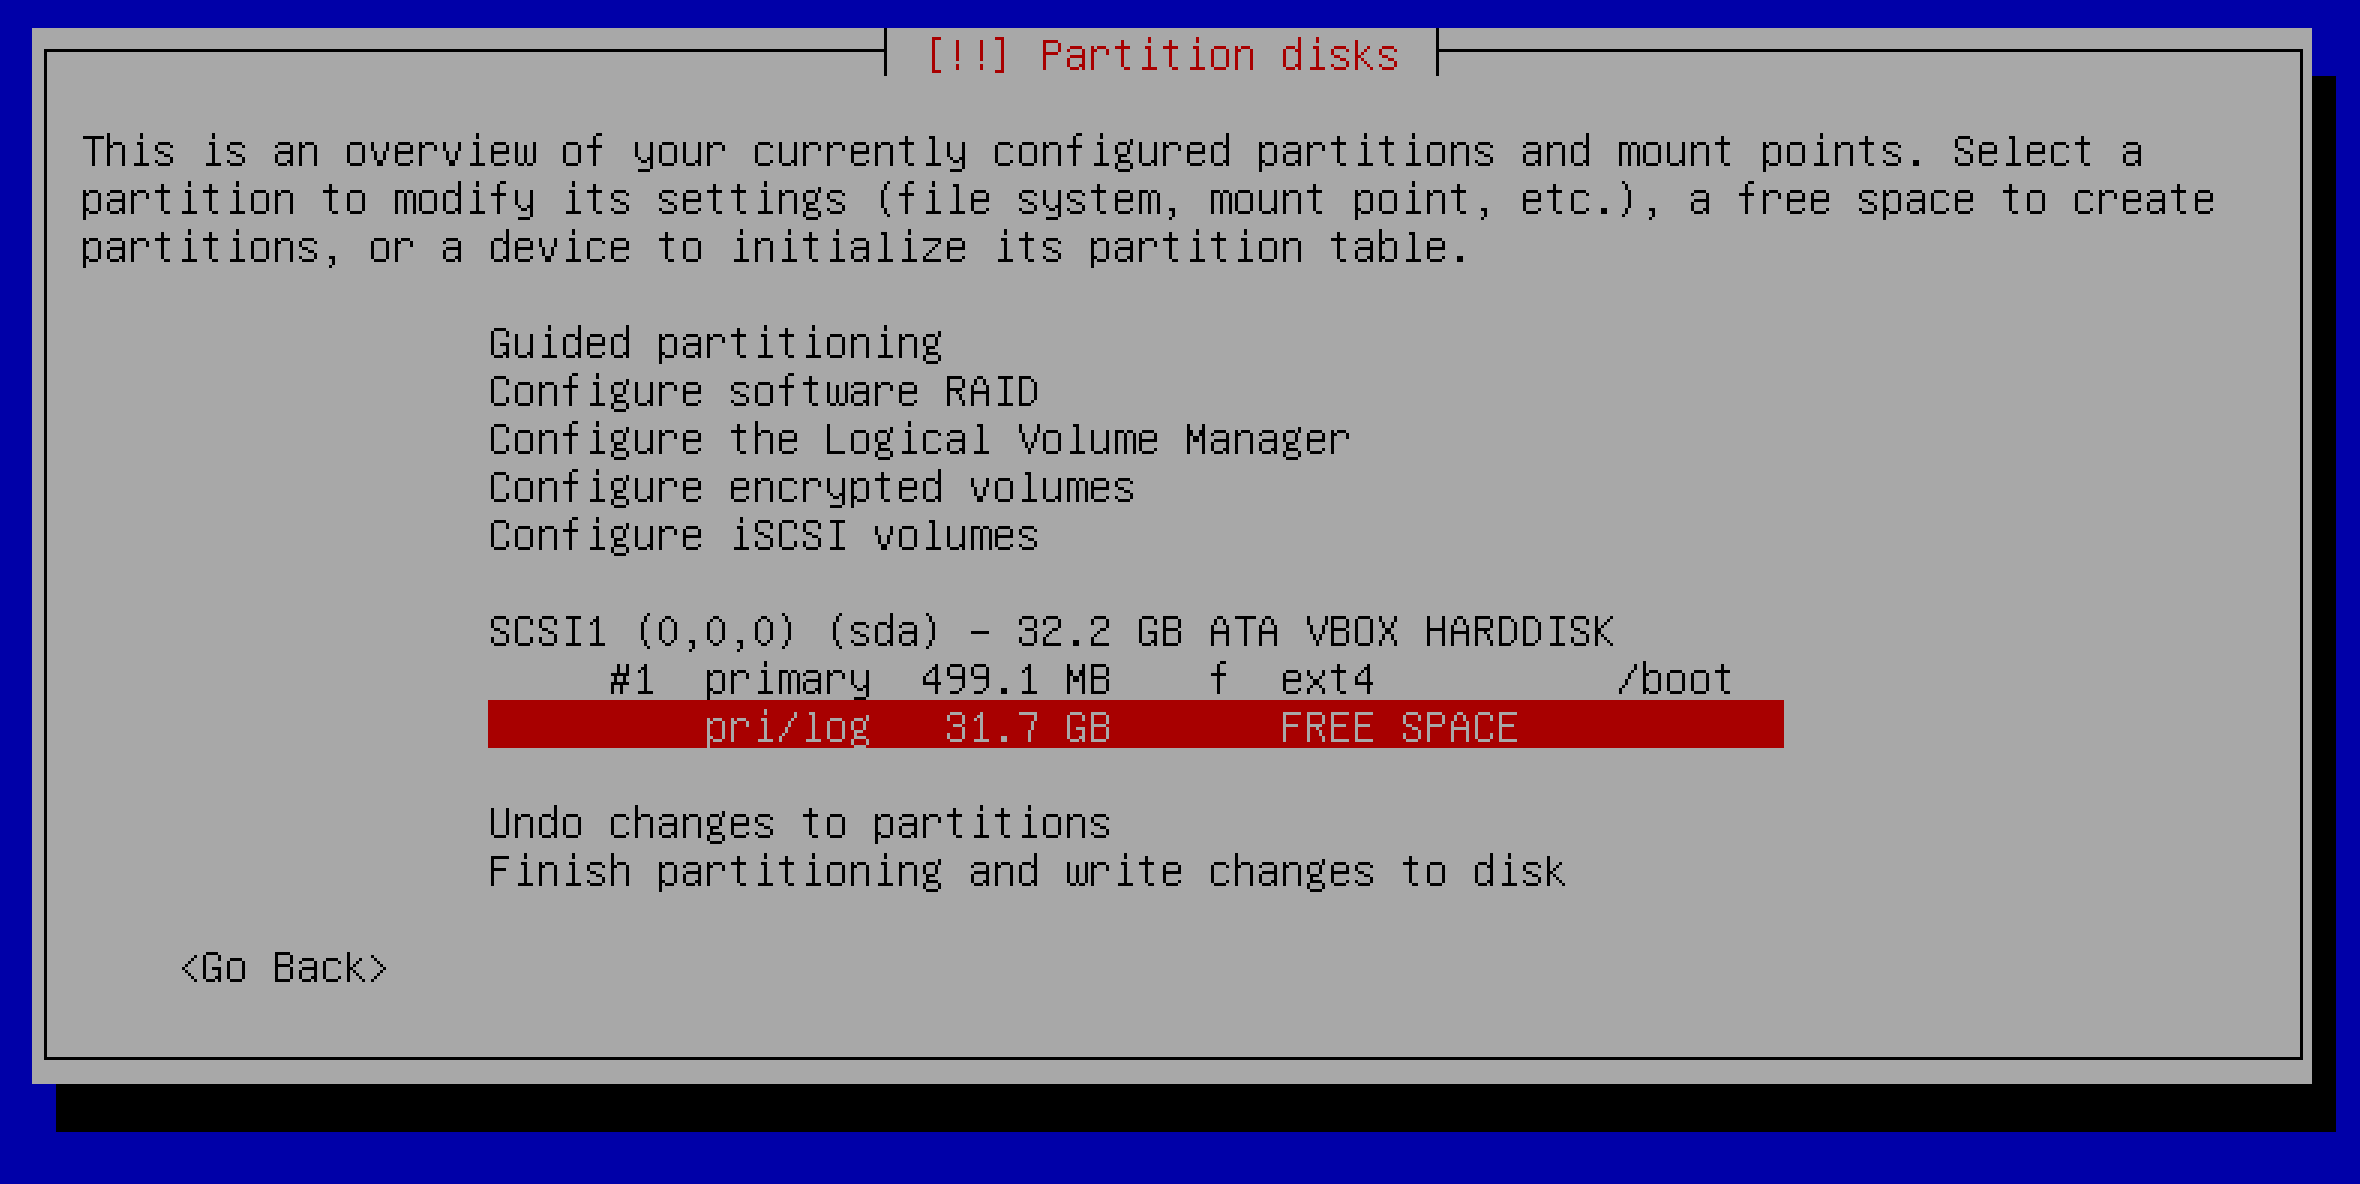 [!!] Partition disks
This is an overview of your currently configured partitions and mount points. Select a
partition to modify its settings (file system, mount point, etc.), a free space to create
partitions, or a device to initialize its partition table.
Guided partitioning
Configure software RAID
Configure the Logical Volume Manager
Configure encrypted volumes
Configure iSCSI volumes
SCSI1 (0,0,0) (sda) - 32.2 GB ATA VBOX HARDDISK
#1 primary 499.1 MB f ext4 /boot
pri/log 31.7 GB FREE SPACE
Undo changes to partitions
Finish partitioning and write changes to disk
<Go Back>